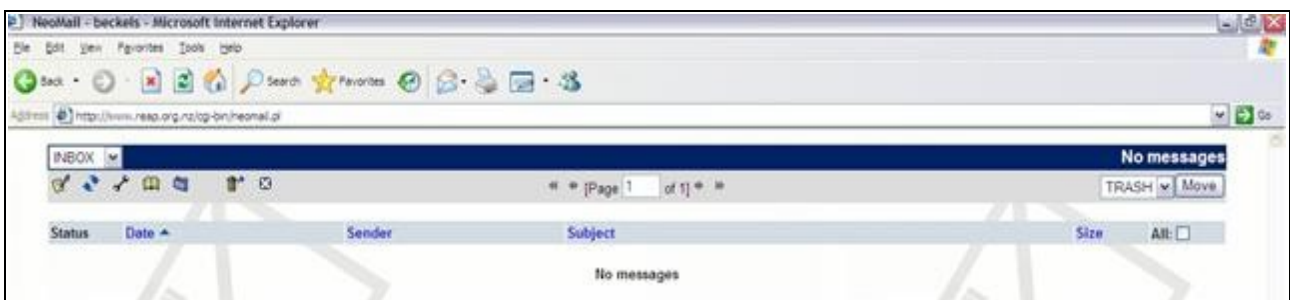 NeoMail - beckels - Microsoft Internet Explorer
File Edit View Favorites Tools Help
Back Search Favorites
Address http://www.reap.org.nz/cgi-bin/neomail.pl Go
INBOX No messages
[Page 1 of 1] TRASH Move
Status Date Sender Subject Size All:
No messages